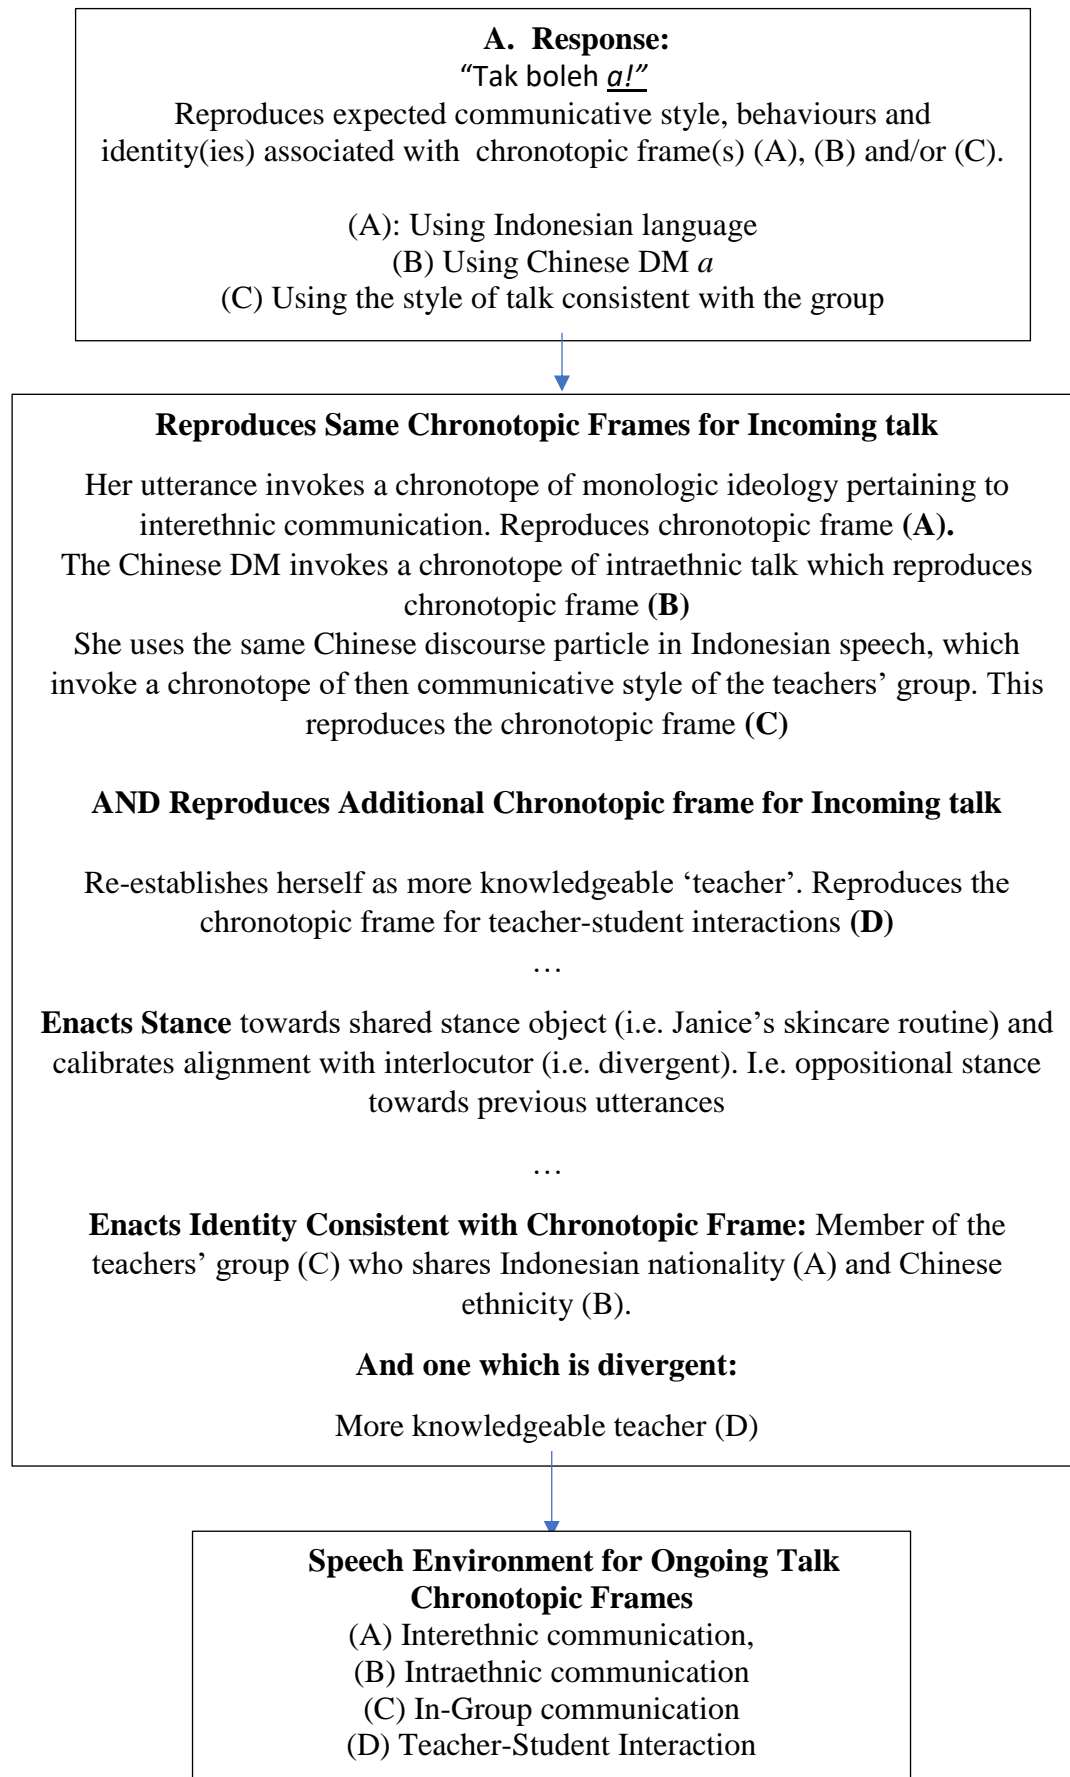 A. Response:
“Tak boleh a!”
Reproduces expected communicative style, behaviours and
identity(ies) associated with chronotopic frame(s) (A), (B) and/or (C).
(A): Using Indonesian language
(B) Using Chinese DM a
(C) Using the style of talk consistent with the group
Reproduces Same Chronotopic Frames for Incoming talk
Her utterance invokes a chronotope of monologic ideology pertaining to
interethnic communication. Reproduces chronotopic frame (A).
The Chinese DM invokes a chronotope of intraethnic talk which reproduces
chronotopic frame (B)
She uses the same Chinese discourse particle in Indonesian speech, which
invoke a chronotope of then communicative style of the teachers’ group. This
reproduces the chronotopic frame (C)
AND Reproduces Additional Chronotopic frame for Incoming talk
Re-establishes herself as more knowledgeable ‘teacher’. Reproduces the
chronotopic frame for teacher-student interactions (D)
…
Enacts Stance towards shared stance object (i.e. Janice’s skincare routine) and
calibrates alignment with interlocutor (i.e. divergent). I.e. oppositional stance
towards previous utterances
…
Enacts Identity Consistent with Chronotopic Frame: Member of the
teachers’ group (C) who shares Indonesian nationality (A) and Chinese
ethnicity (B).
And one which is divergent:
More knowledgeable teacher (D)
Speech Environment for Ongoing Talk
Chronotopic Frames
(A) Interethnic communication,
(B) Intraethnic communication
(C) In-Group communication
(D) Teacher-Student Interaction